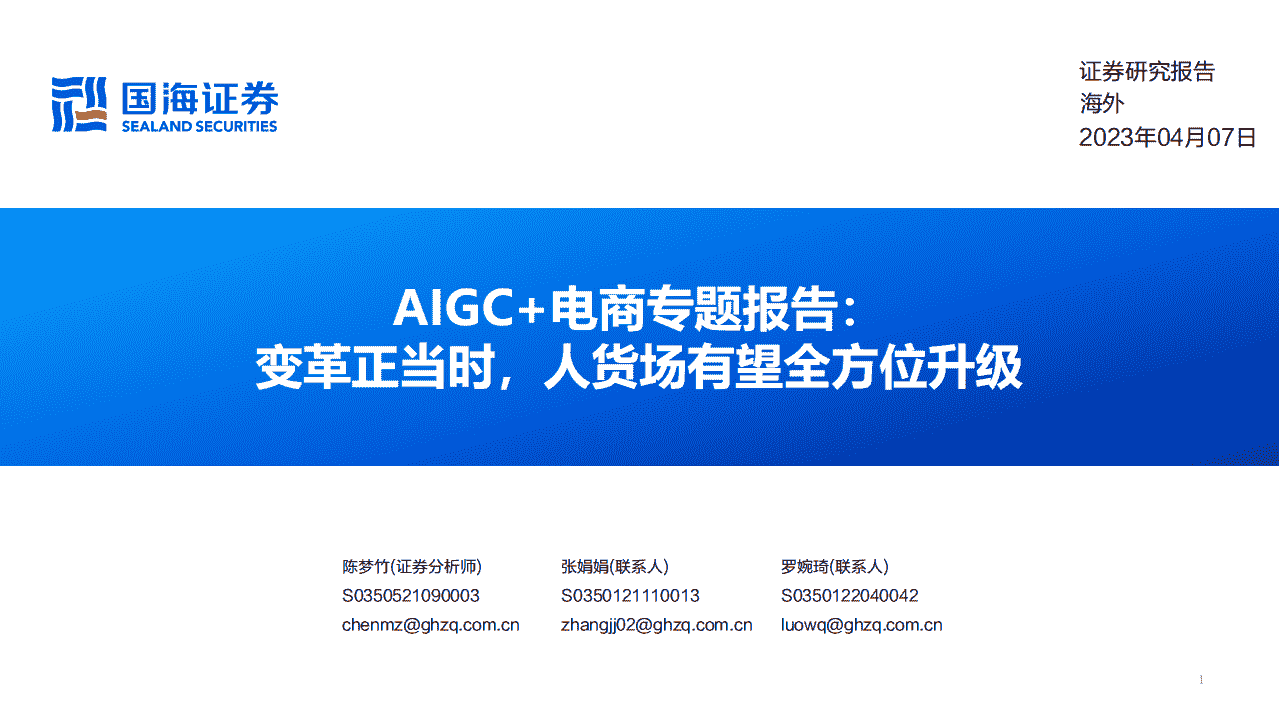 国海证券
SEALAND SECURITIES
证券研究报告
海外
2023年04月07日
AIGC+电商专题报告：
变革正当时，人货场有望全方位升级
陈梦竹(证券分析师)
S0350521090003
chenmz@ghzq.com.cn
张娟娟(联系人)
S0350121110013
zhangjj02@ghzq.com.cn
罗婉琦(联系人)
S0350122040042
luowq@ghzq.com.cn
1